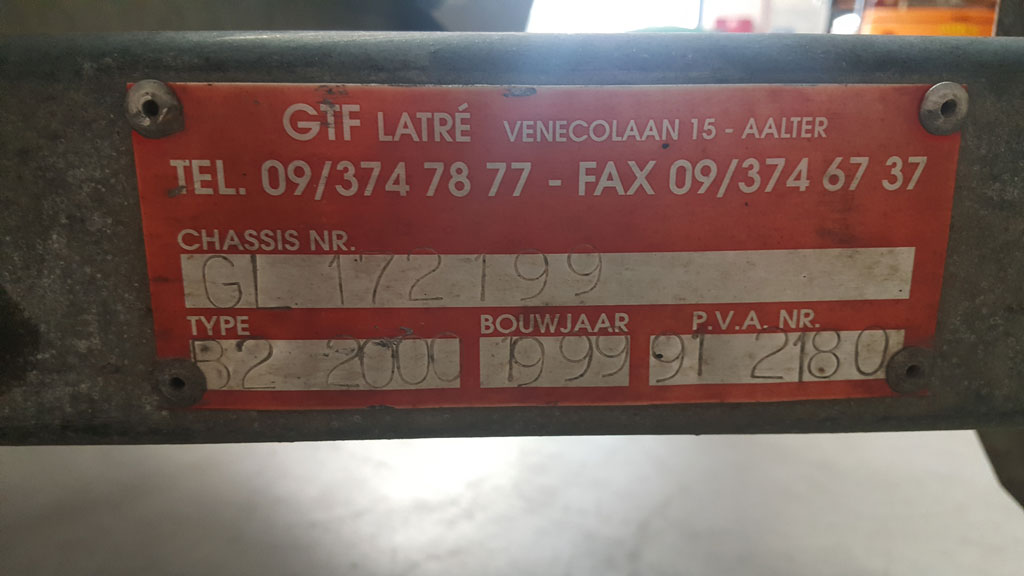 GTF LATRÉ VENECOLAAN 15 - AALTER
TEL. 09/374 78 77 - FAX 09/374 67 37
CHASSIS NR.
GL 172199
TYPE BOUWJAAR P.V.A. NR.
B2 2000 1999 91 2180